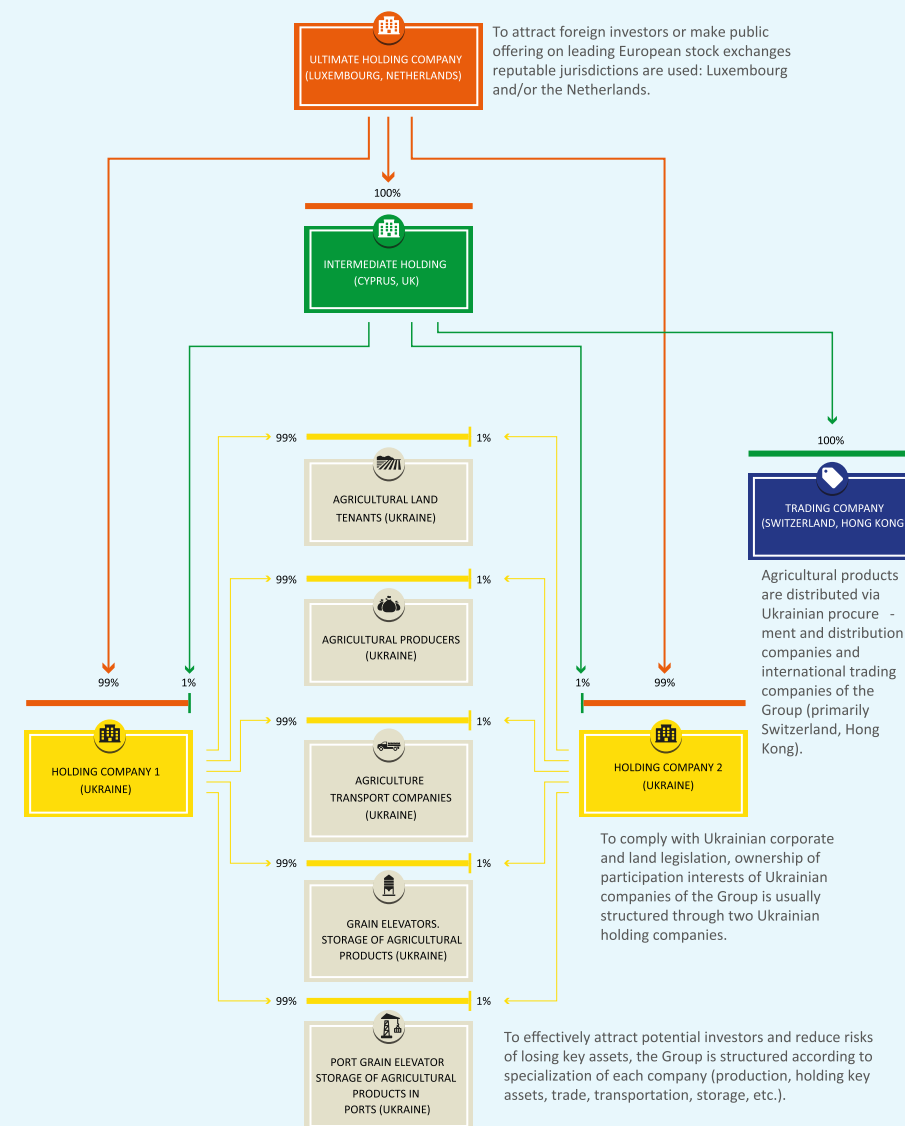 ULTIMATE HOLDING COMPANY
(LUXEMBOURG, NETHERLANDS)
To attract foreign investors or make public
offering on leading European stock exchanges
reputable jurisdictions are used: Luxembourg
and/or the Netherlands.
100%
INTERMEDIATE HOLDING
(CYPRUS, UK)
99%
1%
AGRICULTURAL LAND
TENANTS (UKRAINE)
100%
TRADING COMPANY
(SWITZERLAND, HONG KONG
Agricultural products
are distributed via
Ukrainian procure -
ment and distribution
companies and
international trading
companies of the
Group (primarily
Switzerland, Hong
Kong).
99%
1%
AGRICULTURAL PRODUCERS
(UKRAINE)
99%
1%
HOLDING COMPANY 1
(UKRAINE)
99%
1%
AGRICULTURE
TRANSPORT COMPANIES
(UKRAINE)
1%
99%
HOLDING COMPANY 2
(UKRAINE)
To comply with Ukrainian corporate
and land legislation, ownership of
participation interests of Ukrainian
companies of the Group is usually
structured through two Ukrainian
holding companies.
99%
1%
GRAIN ELEVATORS.
STORAGE OF AGRICULTURAL
PRODUCTS (UKRAINE)
99%
1%
PORT GRAIN ELEVATOR
STORAGE OF AGRICULTURAL
PRODUCTS IN
PORTS (UKRAINE)
To effectively attract potential investors and reduce risks
of losing key assets, the Group is structured according to
specialization of each company (production, holding key
assets, trade, transportation, storage, etc.).